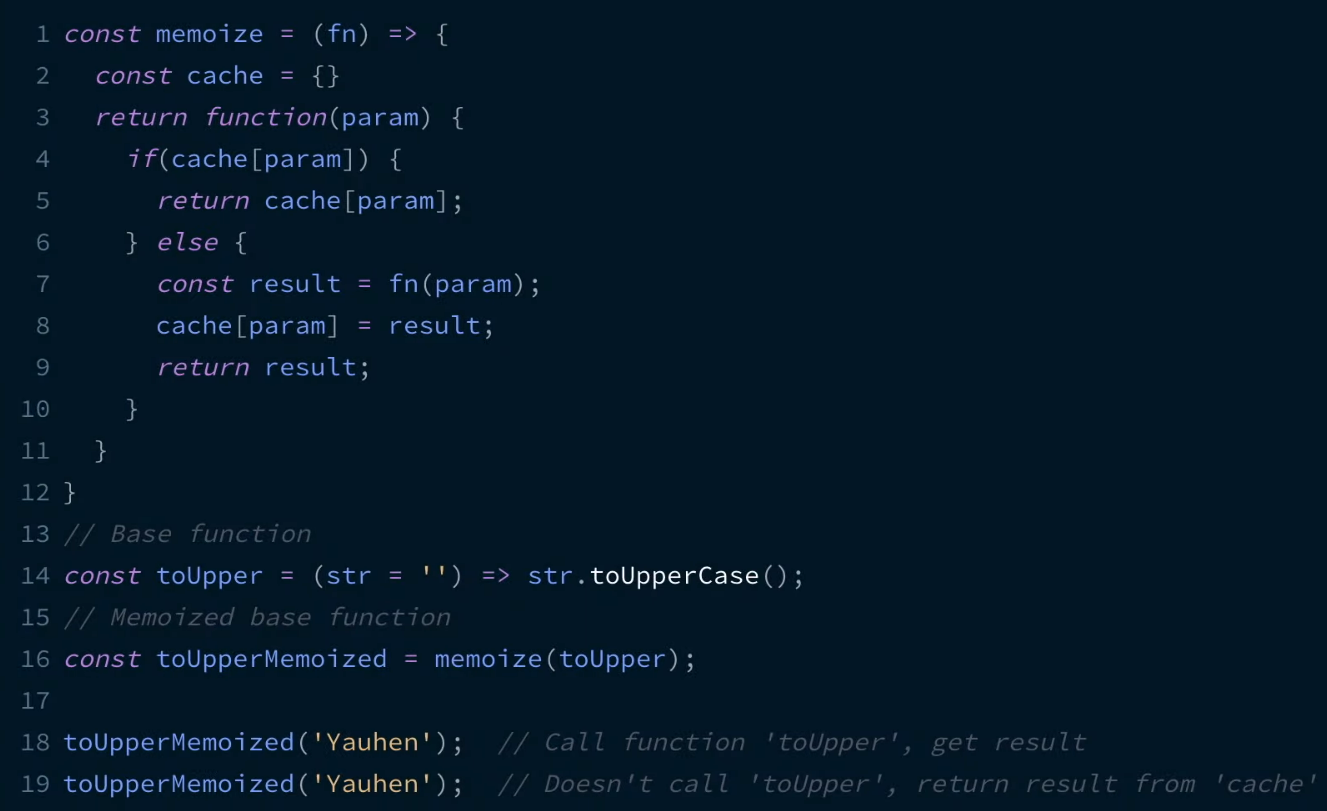 1 const memoize = (fn) => {
2   const cache = {}
3   return function(param) {
4     if(cache[param]) {
5       return cache[param];
6     } else {
7       const result = fn(param);
8       cache[param] = result;
9       return result;
10     }
11   }
12 }
13 // Base function
14 const toUpper = (str = '') => str.toUpperCase();
15 // Memoized base function
16 const toUpperMemoized = memoize(toUpper);
17
18 toUpperMemoized('Yauhen');  // Call function 'toUpper', get result
19 toUpperMemoized('Yauhen');  // Doesn't call 'toUpper', return result from 'cache'